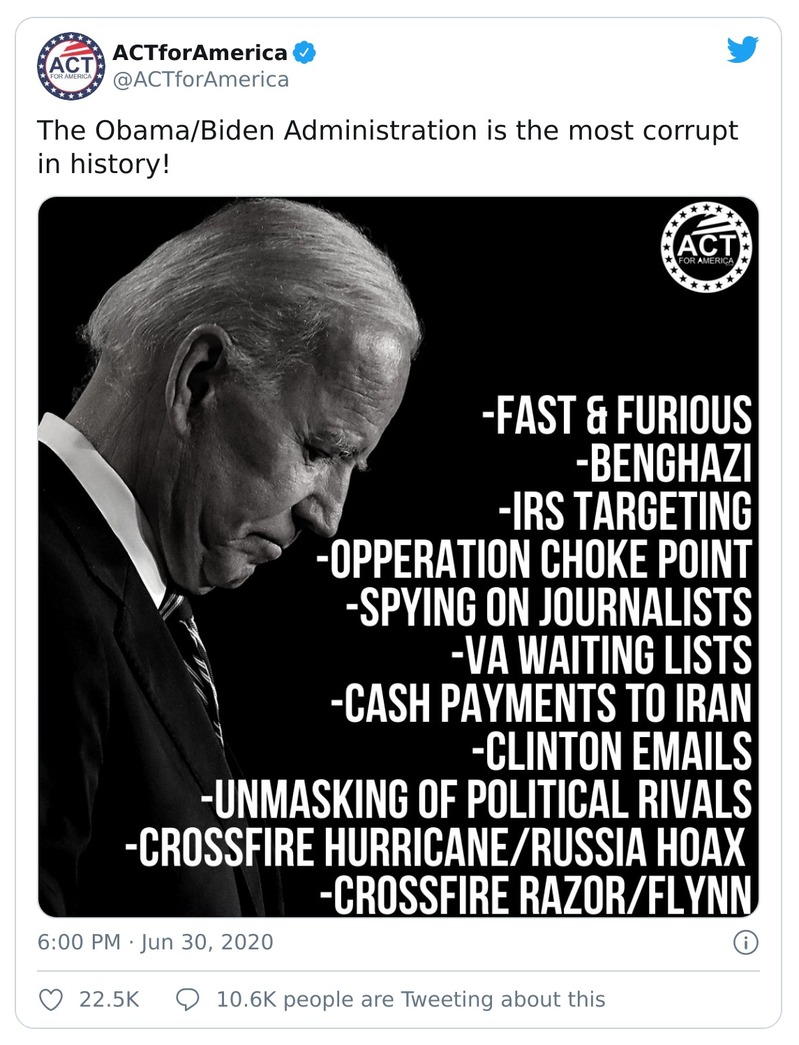 ACT
FOR AMERICA
ACTforAmerica
@ACTforAmerica
The Obama/Biden Administration is the most corrupt
in history!
ACT
FOR AMERICA
-FAST & FURIOUS
-BENGHAZI
-IRS TARGETING
-OPPERATION CHOKE POINT
-SPYING ON JOURNALISTS
-VA WAITING LISTS
-CASH PAYMENTS TO IRAN
-CLINTON EMAILS
-UNMASKING OF POLITICAL RIVALS
-CROSSFIRE HURRICANE/RUSSIA HOAX
-CROSSFIRE RAZOR/FLYNN
6:00 PM · Jun 30, 2020
22.5K 10.6K people are Tweeting about this